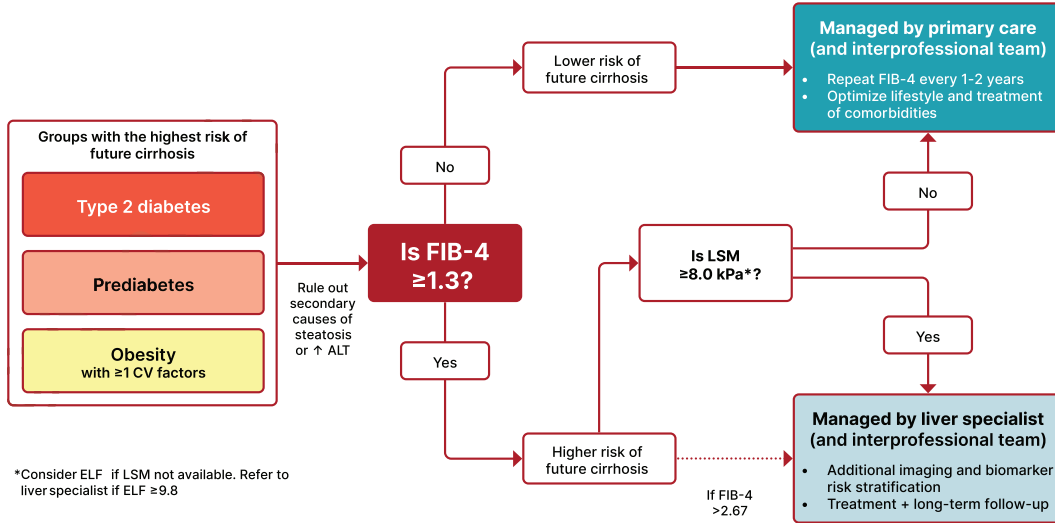 Groups with the highest risk of
future cirrhosis
Type 2 diabetes
Prediabetes
Obesity
with ≥1 CV factors
Rule out
secondary
causes of
steatosis
or ↑ ALT
Is FIB-4
≥1.3?
No
Lower risk of
future cirrhosis
Managed by primary care
(and interprofessional team)
• Repeat FIB-4 every 1-2 years
• Optimize lifestyle and treatment
of comorbidities
Yes
Higher risk of
future cirrhosis
Is LSM
≥8.0 kPa*?
No
Yes
If FIB-4
>2.67
Managed by liver specialist
(and interprofessional team)
• Additional imaging and biomarker
risk stratification
• Treatment + long-term follow-up
*Consider ELF if LSM not available. Refer to
liver specialist if ELF ≥9.8